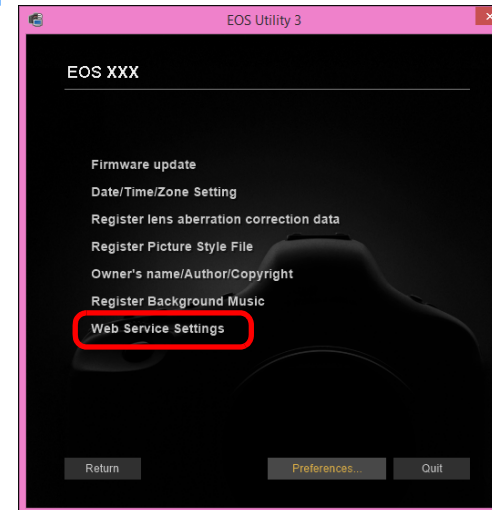 EOS Utility 3
EOS XXX
Firmware update
Date/Time/Zone Setting
Register lens aberration correction data
Register Picture Style File
Owner's name/Author/Copyright
Register Background Music
Web Service Settings
Return Preferences... Quit